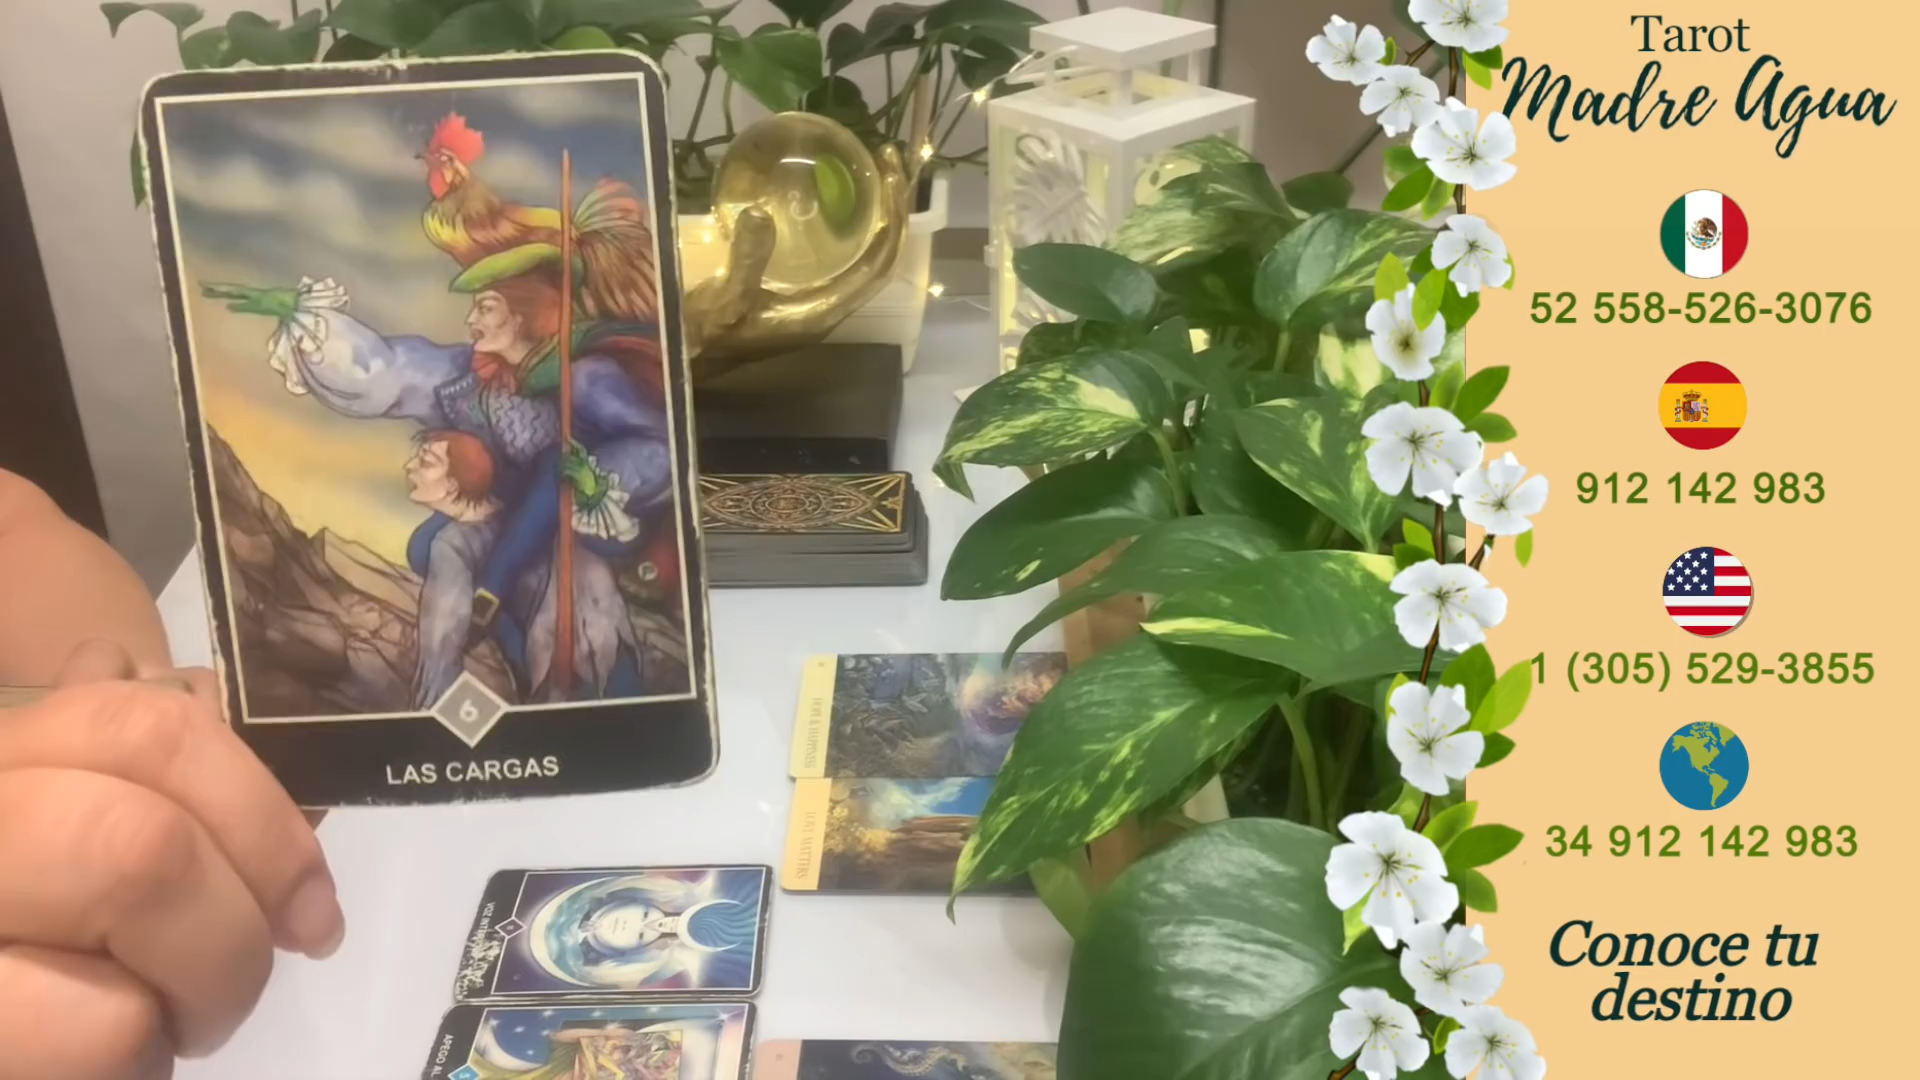 Tarot
Madre Agua
52 558-526-3076
912 142 983
1 (305) 529-3855
34 912 142 983
Conoce tu
destino
6
LAS CARGAS